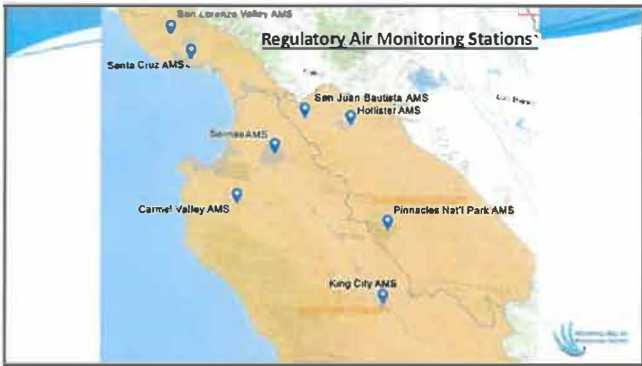 San Lorenzo Valley AMS
Regulatory Air Monitoring Stations
Santa Cruz AMS
San Juan Bautista AMS
Hollister AMS
Salinas AMS
Carmel Valley AMS
Pinnacles Nat'l Park AMS
King City AMS